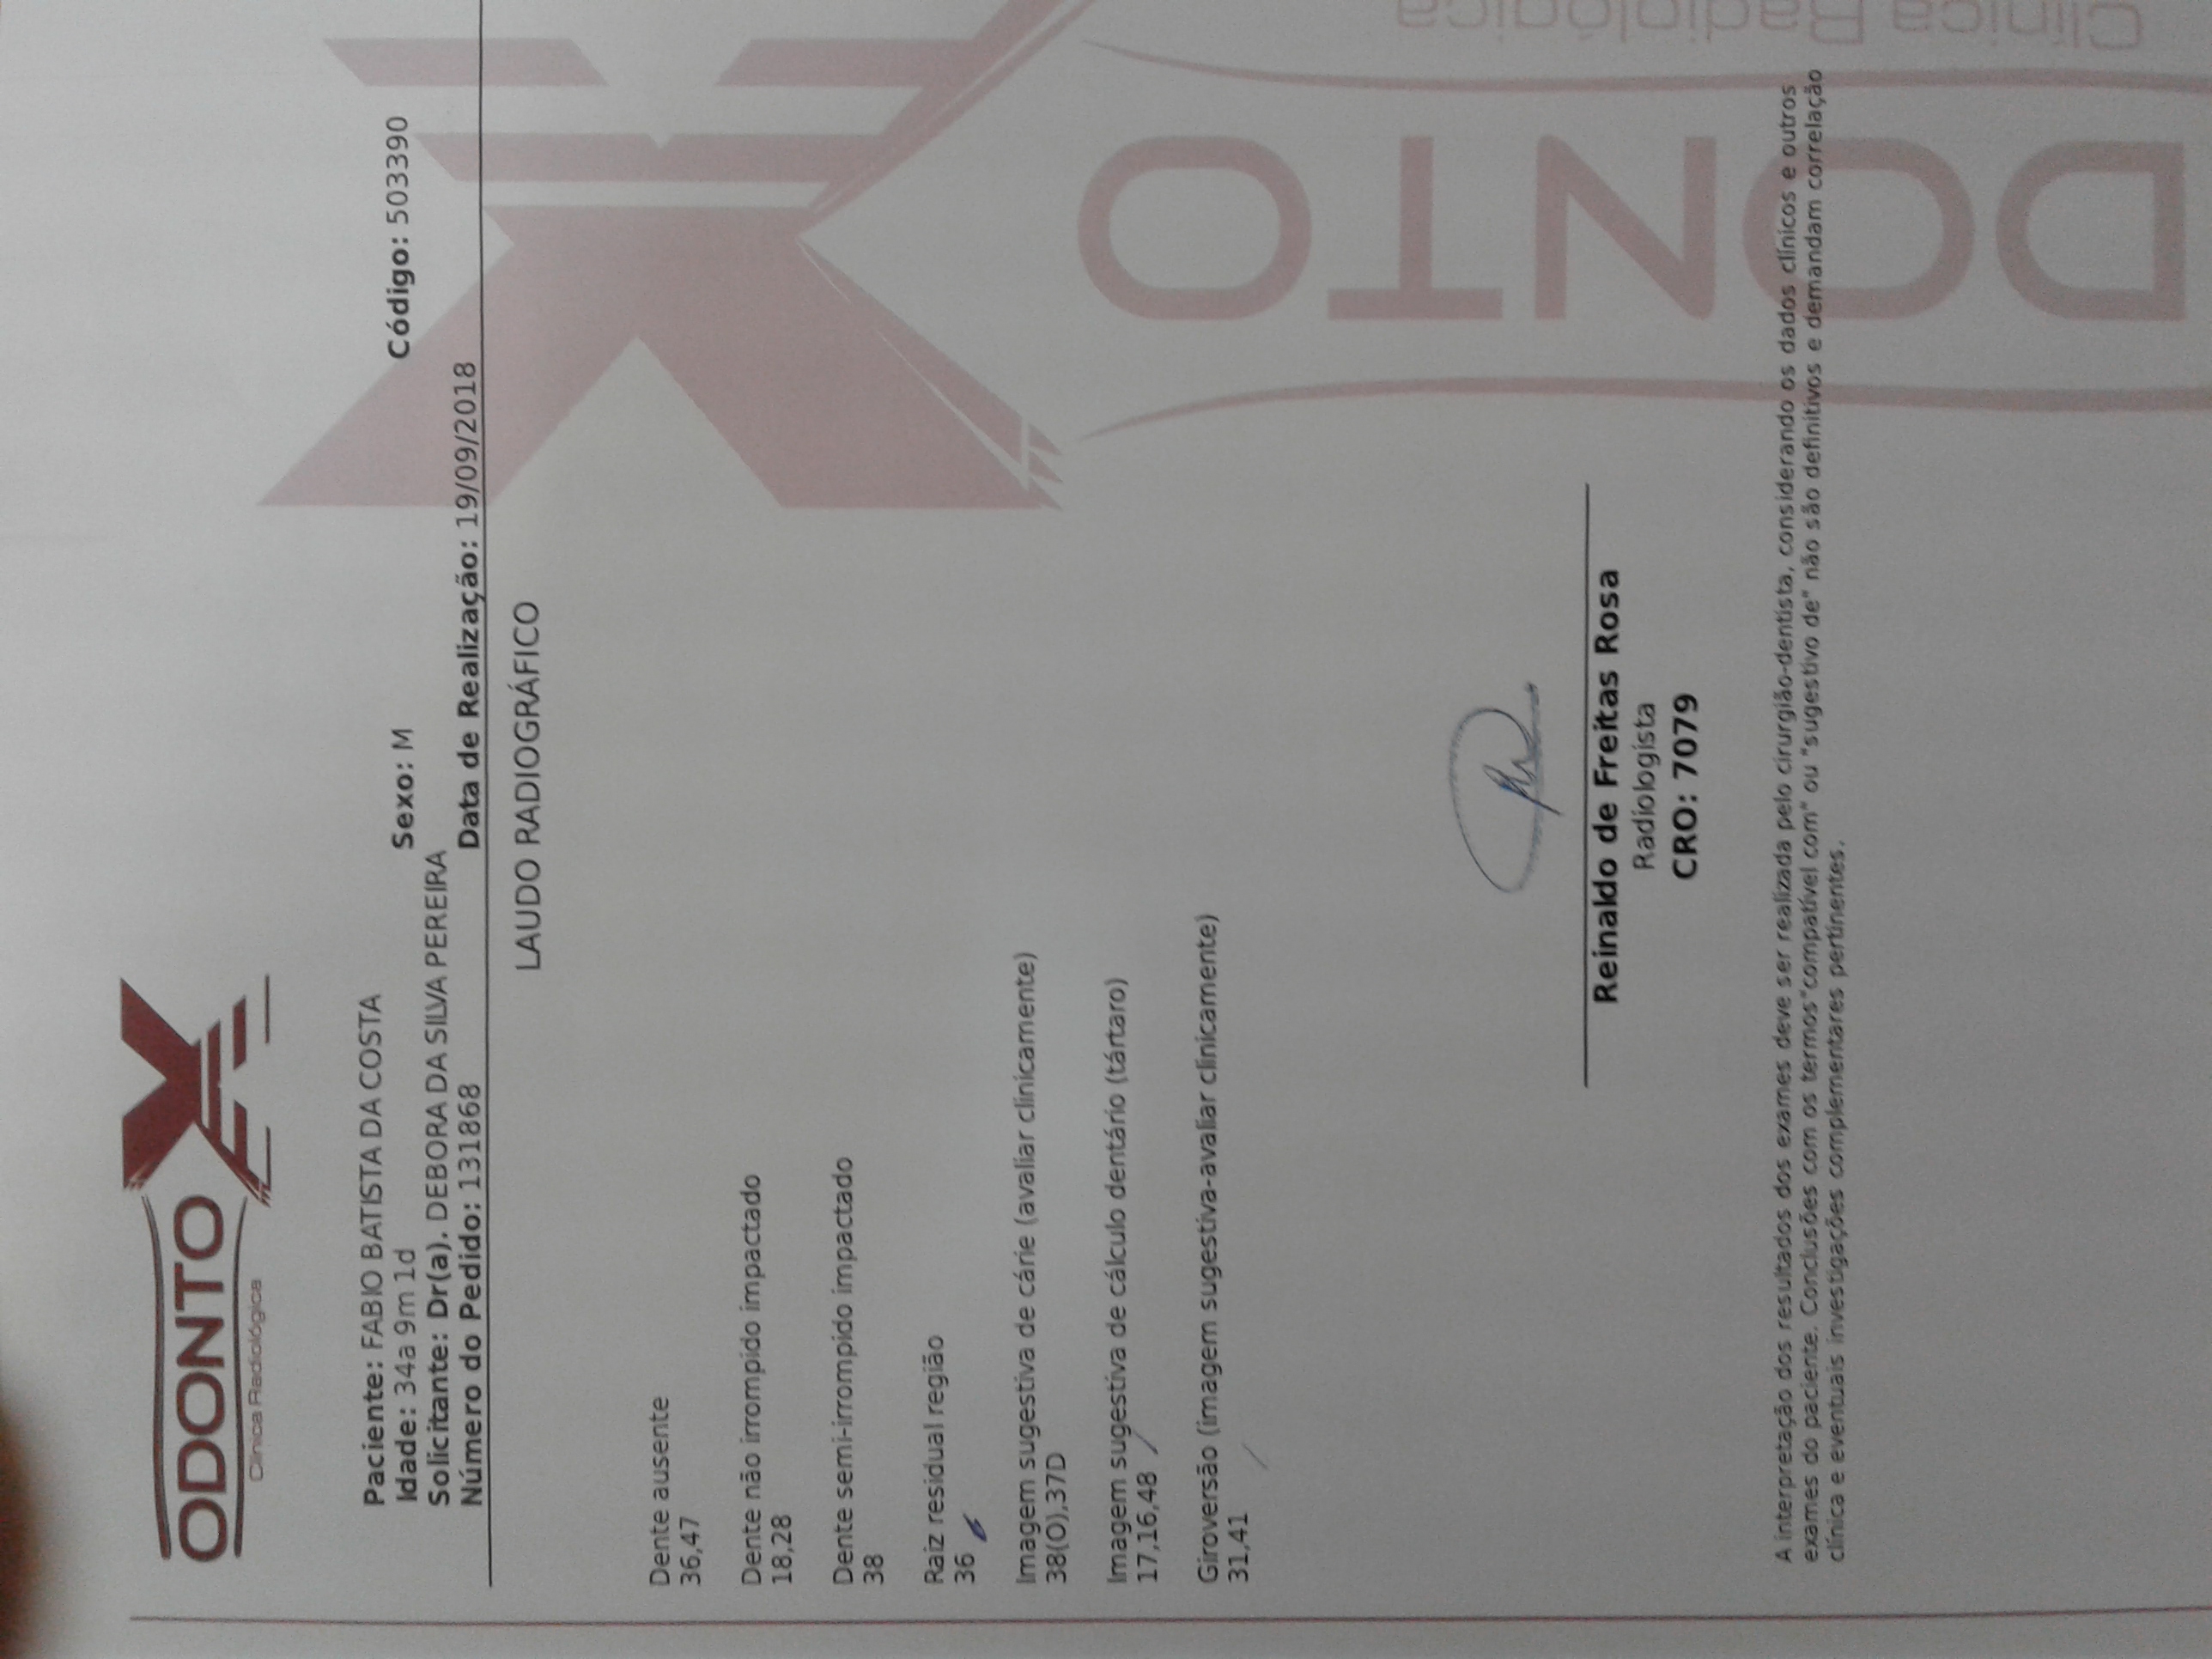 ODONTO X
Clínica Radiológica
Paciente: FABIO BATISTA DA COSTA
Idade: 34a 9m 1d Sexo: M Código: 503390
Solicitante: Dr(a). DEBORA DA SILVA PEREIRA
Número do Pedido: 131868 Data de Realização: 19/09/2018
LAUDO RADIOGRÁFICO
Dente ausente
36,47
Dente não irrompido impactado
18,28
Dente semi-irrompido impactado
38
Raiz residual região
36
Imagem sugestiva de cárie (avaliar clinicamente)
38(O),37D
Imagem sugestiva de cálculo dentário (tártaro)
17,16,48
Giroversão (imagem sugestiva-avaliar clinicamente)
31,41
Reinaldo de Freitas Rosa
Radiologista
CRO: 7079
A interpretação dos resultados dos exames deve ser realizada pelo cirurgião-dentista, considerando os dados clínicos e outros
exames do paciente. Conclusões com os termos"compatível com" ou "sugestivo de" não são definitivos e demandam correlação
clínica e eventuais investigações complementares pertinentes.
DONTO
Clínica Radiológica